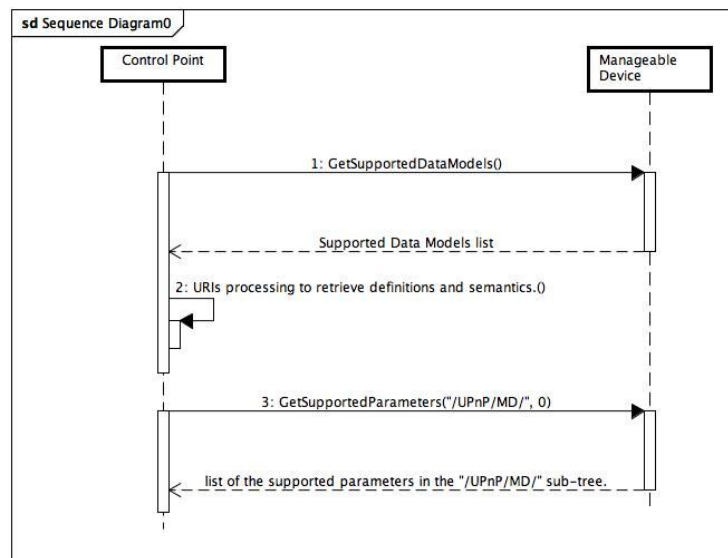 sd Sequence Diagram0
Control Point
Manageable
Device
1: GetSupportedDataModels()
Supported Data Models list
2: URIs processing to retrieve definitions and semantics.()
3: GetSupportedParameters("/UPnP/MD/", 0)
list of the supported parameters in the "/UPnP/MD/" sub-tree.